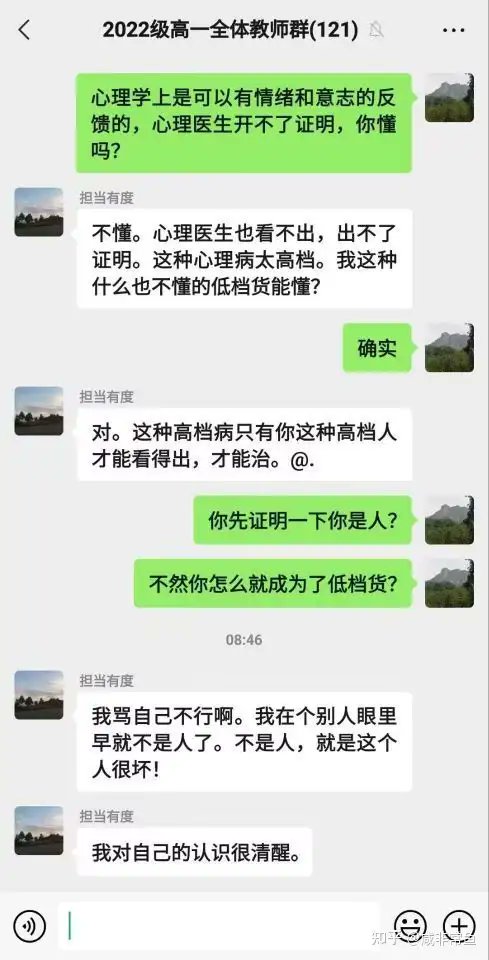 2022级高一全体教师群(121)
心理学上是可以有情绪和意志的反
馈的，心理医生开不了证明，你懂
吗？
担当有度
不懂。心理医生也看不出，出不了
证明。这种心理病太高档。我这种
什么也不懂的低档货能懂？
确实
担当有度
对。这种高档病只有你这种高档人
才能看得出，才能治。@.
你先证明一下你是人？
不然你怎么就成为了低档货？
08:46
担当有度
我骂自己不行啊。我在个别人眼里
早就不是人了。不是人，就是这个
人很坏！
担当有度
我对自己的认识很清醒。
知乎 @咸非常鱼